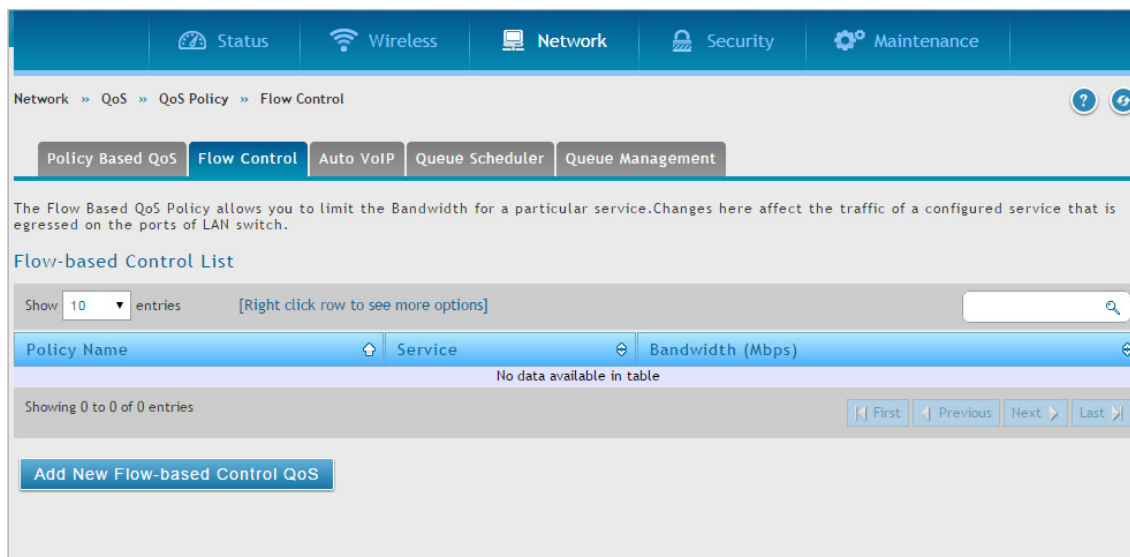 Status Wireless Network Security Maintenance
Network » QoS » QoS Policy » Flow Control
Policy Based QoS Flow Control Auto VoIP Queue Scheduler Queue Management
The Flow Based QoS Policy allows you to limit the Bandwidth for a particular service.Changes here affect the traffic of a configured service that is
egressed on the ports of LAN switch.
Flow-based Control List
Show 10 entries [Right click row to see more options]
Policy Name Service Bandwidth (Mbps)
No data available in table
Showing 0 to 0 of 0 entries First Previous Next Last
Add New Flow-based Control QoS